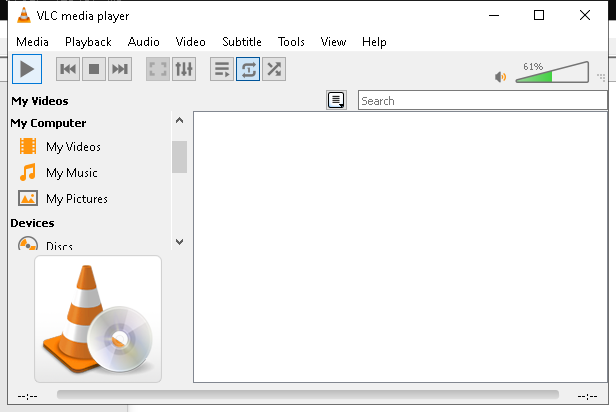 VLC media player
Media Playback Audio Video Subtitle Tools View Help
61%
My Videos
Search
My Computer
My Videos
My Music
My Pictures
Devices
Discs
--:-- --:--